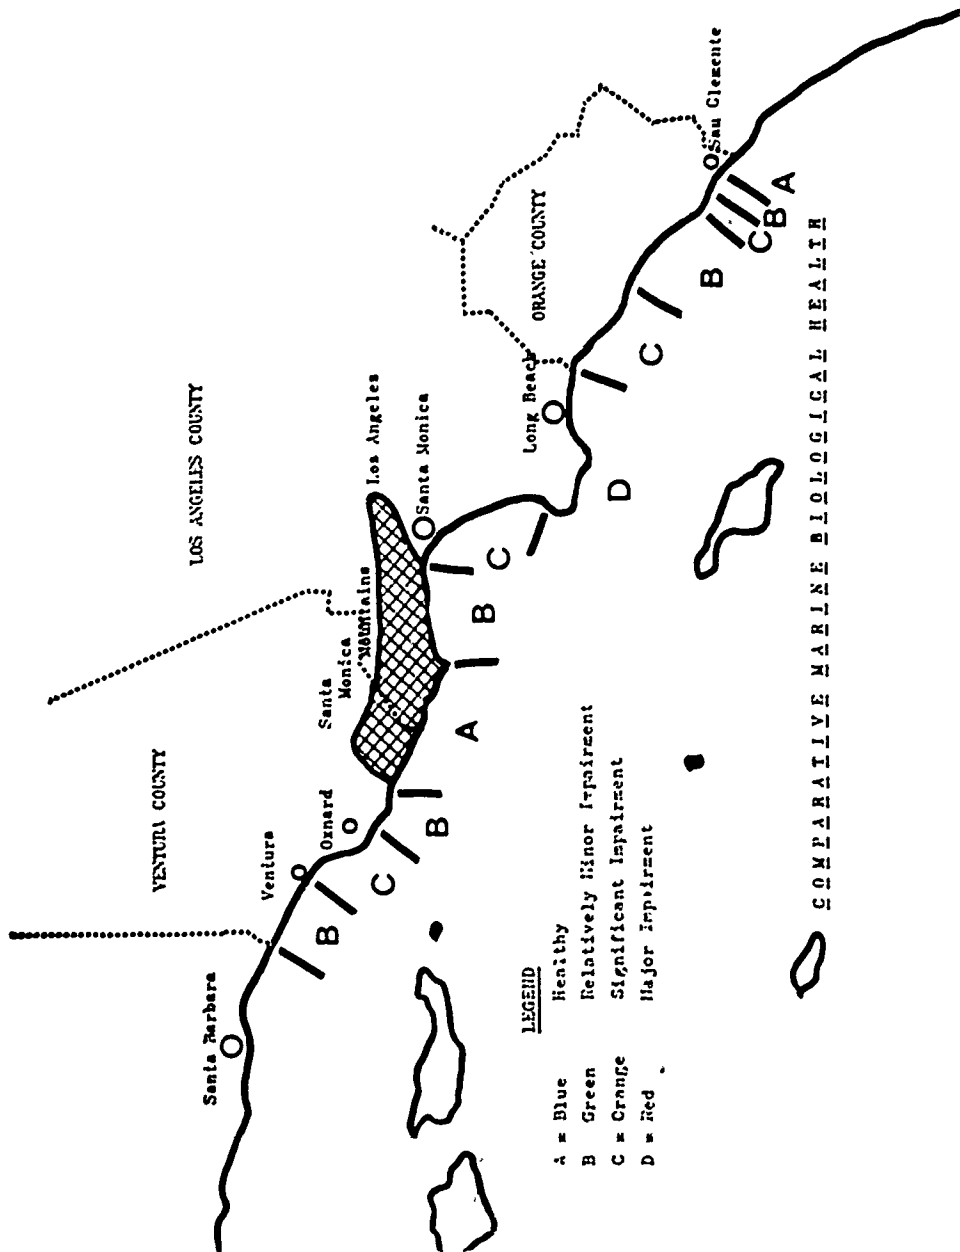 VENTURA COUNTY
LOS ANGELES COUNTY
ORANGE COUNTY
Santa Barbara
Ventura
Oxnard
Santa
Monica
Mountains
Los Angeles
Santa Monica
Long Beach
San Clemente
B
C
B
A
B
C
D
C
B
C
B
A
LEGEND
A = Blue Healthy
B Green Relatively Minor Impairment
C = Orange Significant Impairment
D = Red Major Impairment
COMPARATIVE MARINE BIOLOGICAL HEALTH